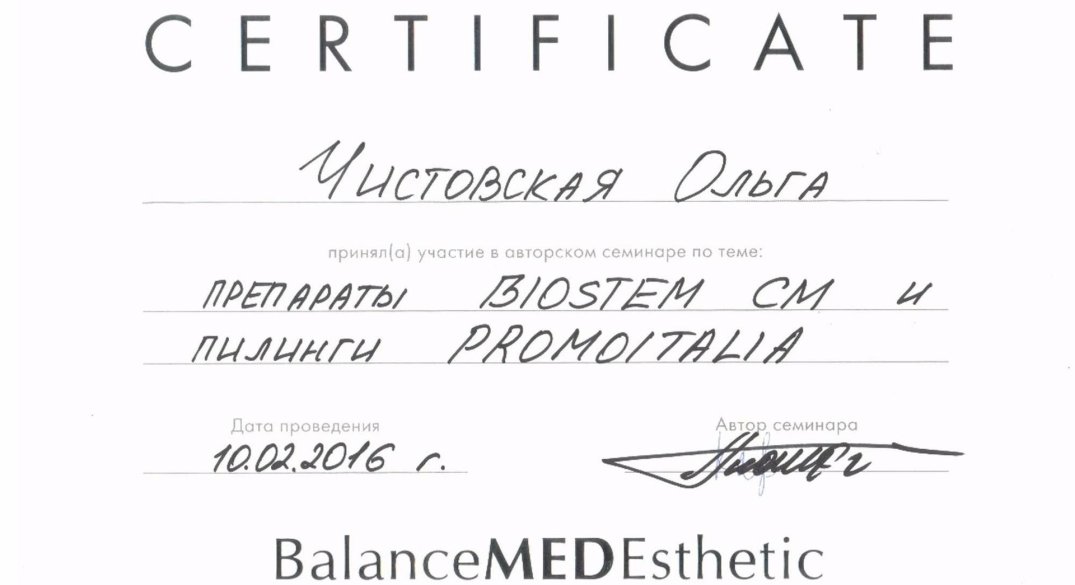 CERTIFICATE
Чистовская Ольга
принял(а) участие в авторском семинаре по теме:
препараты BIOSTEM CM и
пилинги PROMOITALIA
Дата проведения Автор семинара
10.02.2016 г.
BalanceMEDEsthetic